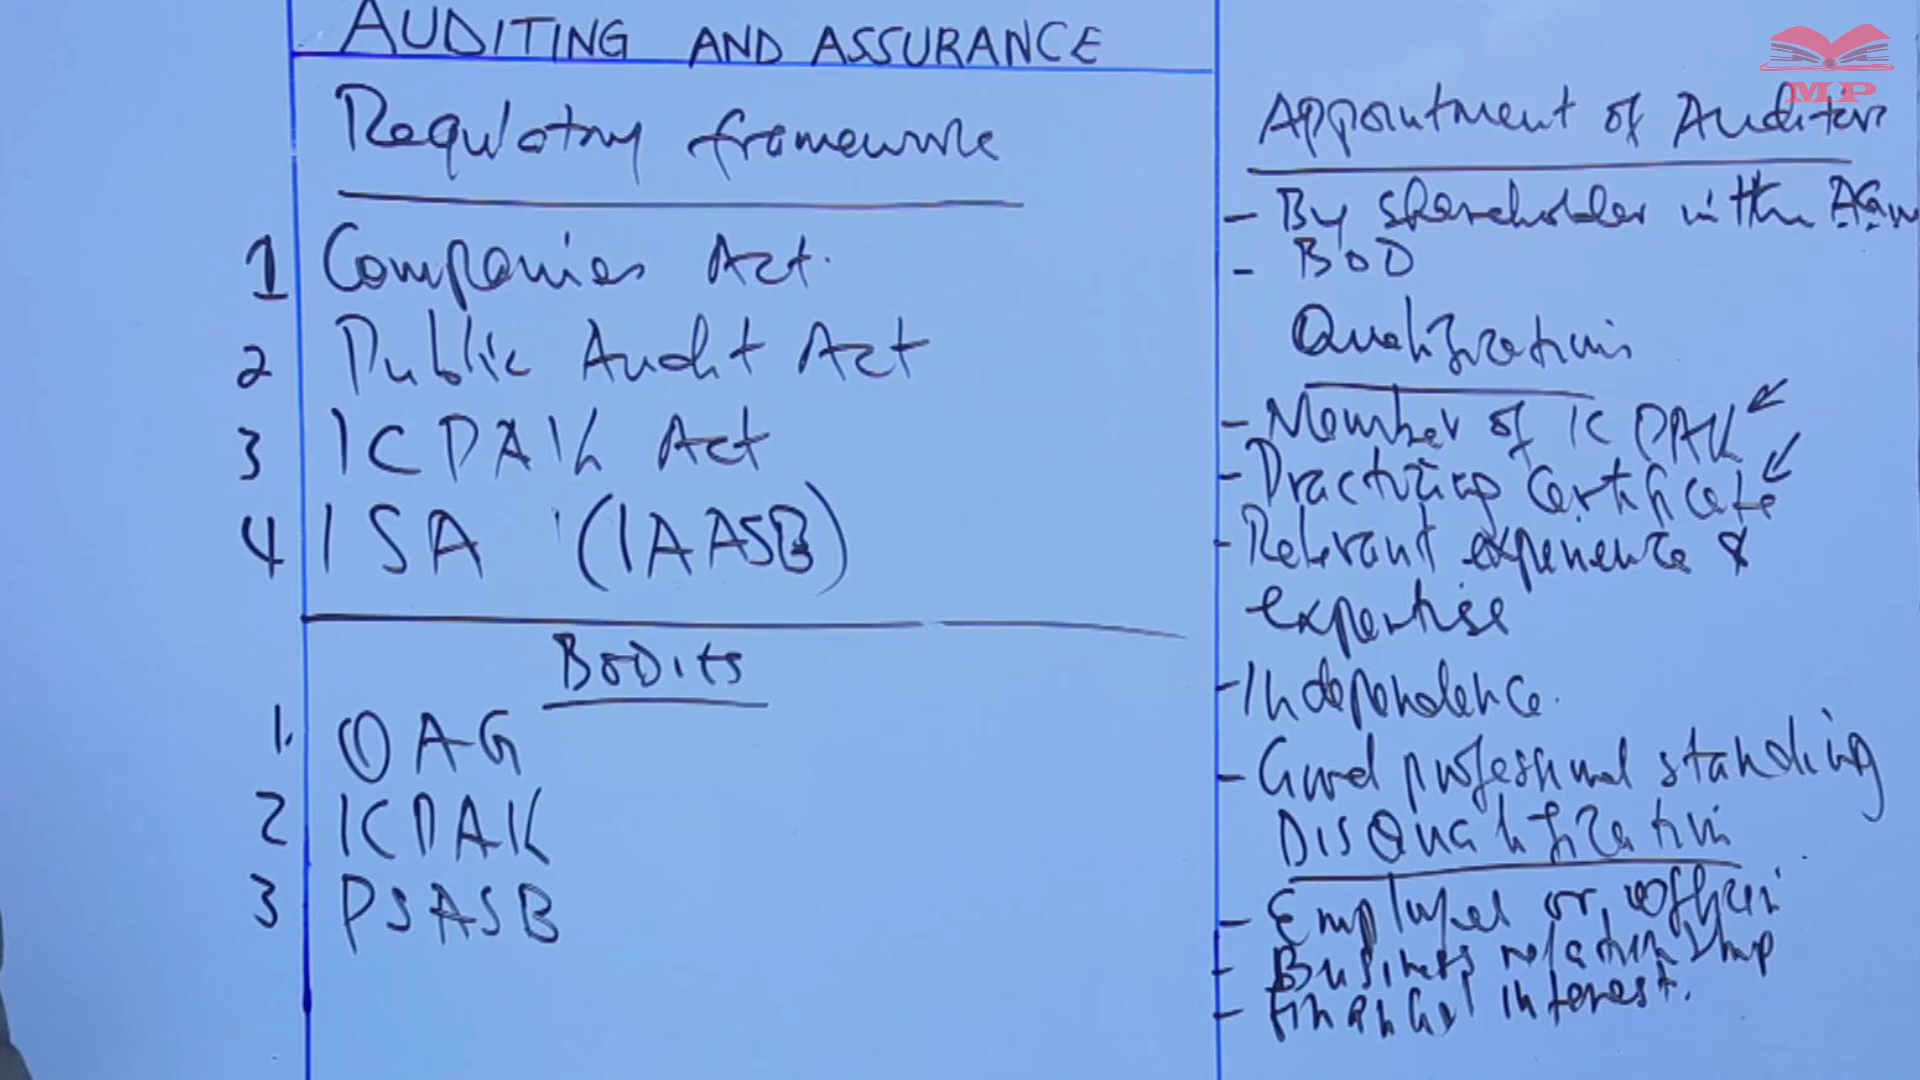 AUDITING AND ASSURANCE
Regulatory framework
1 Companies Act.
2 Public Audit Act
3 ICPAK Act
4 ISA (IAASB)
Bodies
1. OAG
2 ICPAK
3 PSASB
MP
Appointment of Auditors
- By shareholder in the AGM
- BOD
Qualifications
- Member of ICPAK
- Practizing Certificate
- Relevant experience &
expertise
- Independence.
- Good professional standing
DISQualification
- Employee or officer
- Business relationship
- Financial interest.